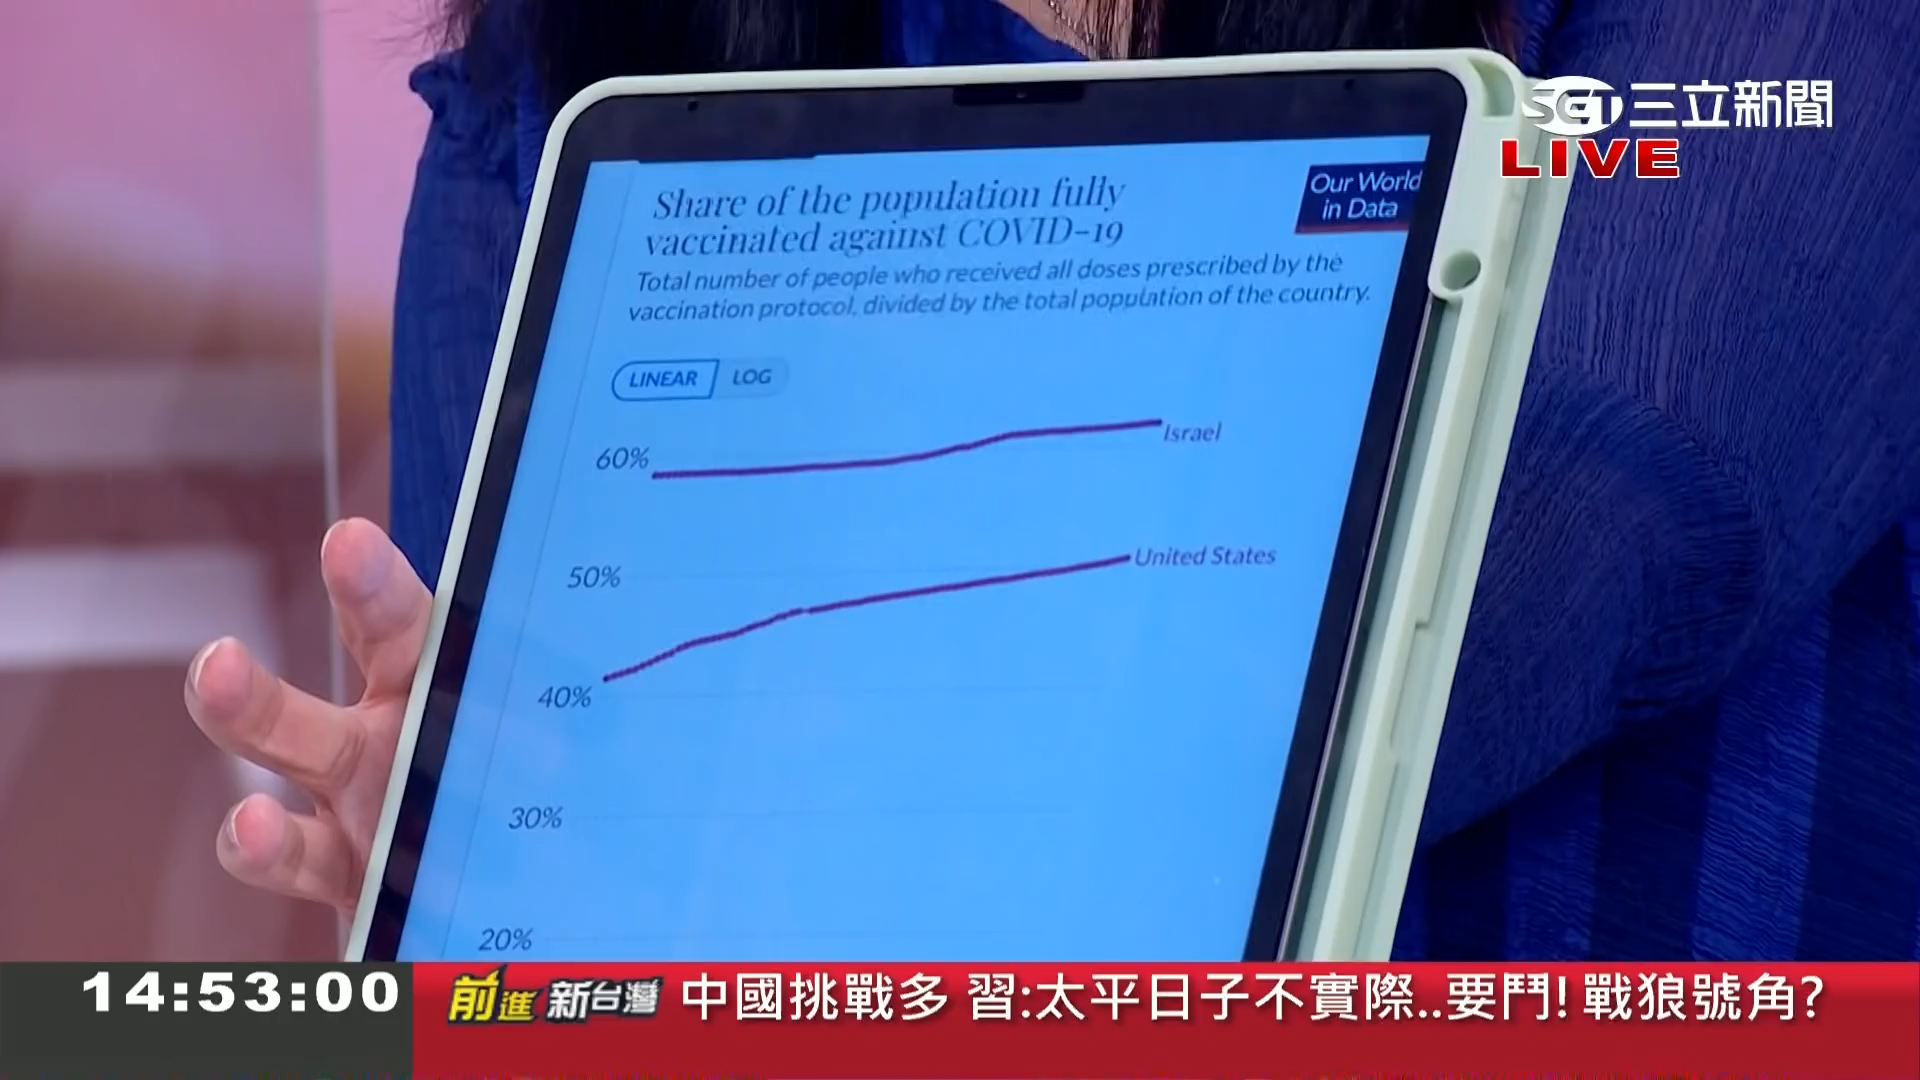 SET三立新聞
LIVE
Share of the population fully
vaccinated against COVID-19
Our World
in Data
Total number of people who received all doses prescribed by the
vaccination protocol, divided by the total population of the country.
LINEAR LOG
60%
Israel
50%
United States
40%
30%
20%
14:53:00
前進新台灣
中國挑戰多 習:太平日子不實際..要鬥! 戰狼號角?